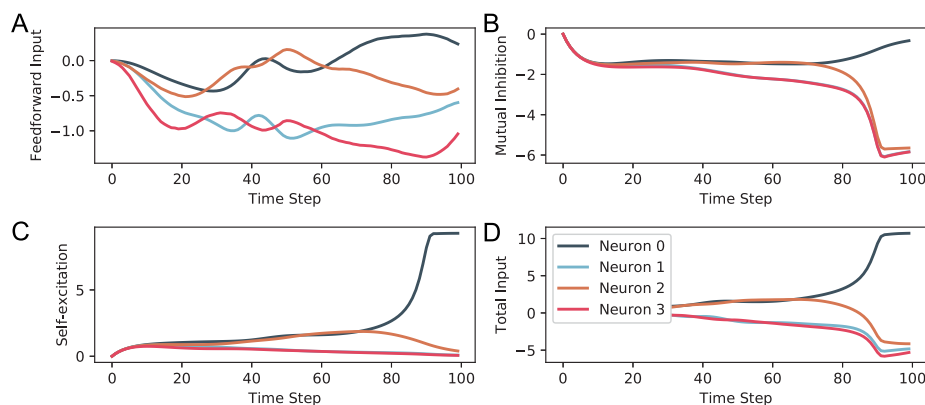 A
Feedforward Input
0.0
−0.5
−1.0
0 20 40 60 80 100
Time Step
B
Mutual Inhibition
0
−2
−4
−6
0 20 40 60 80 100
Time Step
C
Self-excitation
5
0
0 20 40 60 80 100
Time Step
D
Total Input
10
5
0
−5
Neuron 0
Neuron 1
Neuron 2
Neuron 3
0 20 40 60 80 100
Time Step